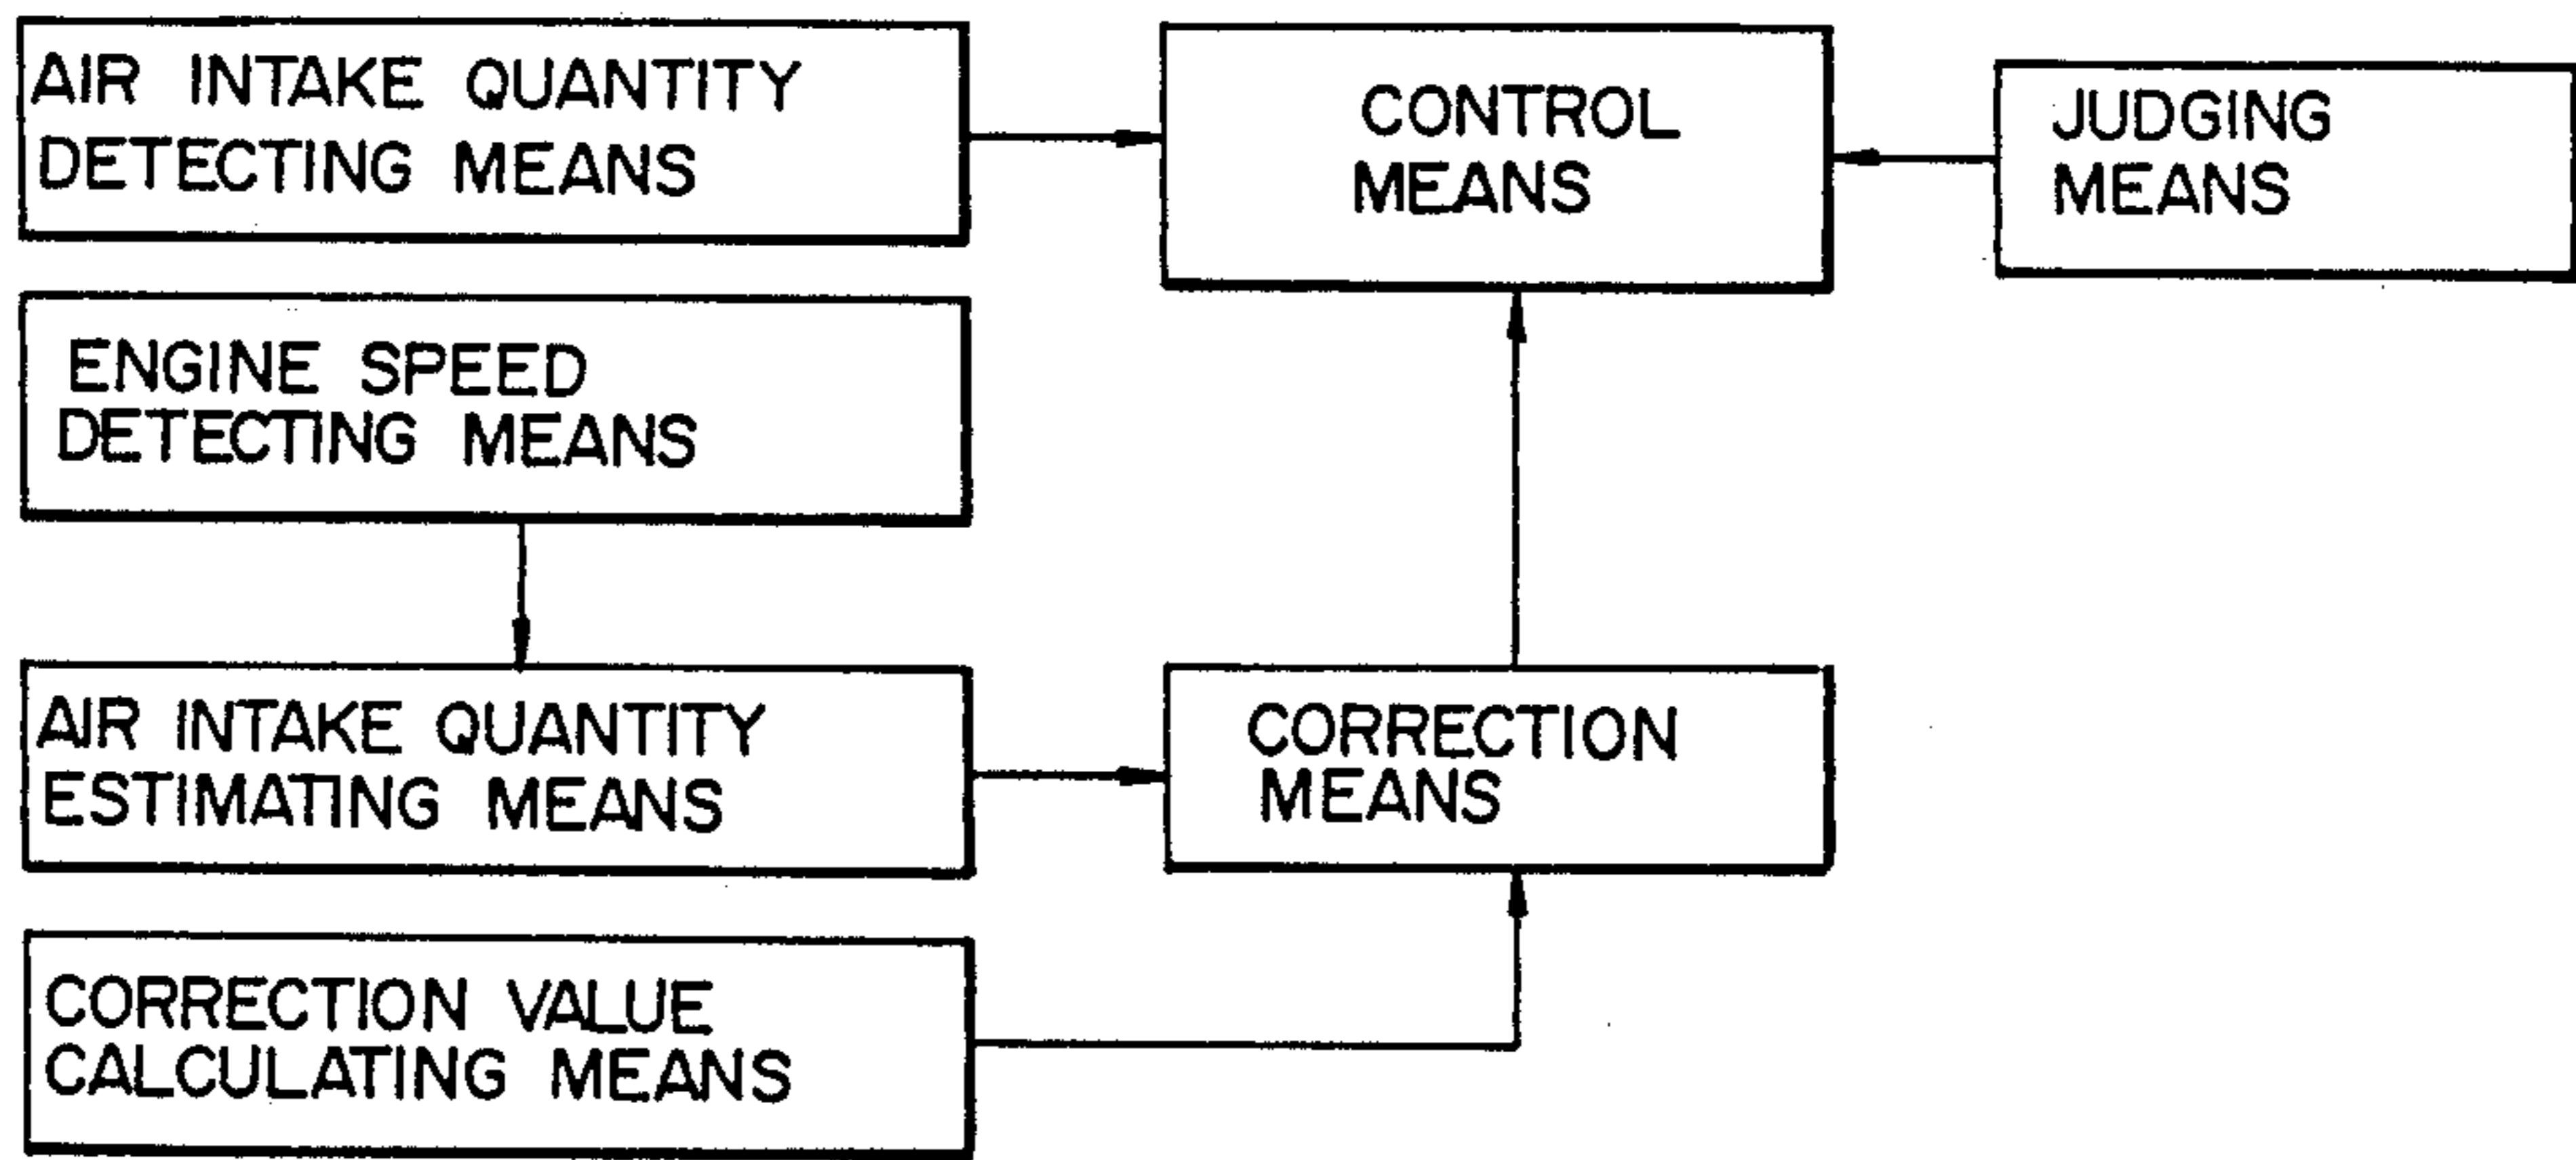 AIR INTAKE QUANTITY
DETECTING MEANS
CONTROL
MEANS
JUDGING
MEANS
ENGINE SPEED
DETECTING MEANS
AIR INTAKE QUANTITY
ESTIMATING MEANS
CORRECTION
MEANS
CORRECTION VALUE
CALCULATING MEANS